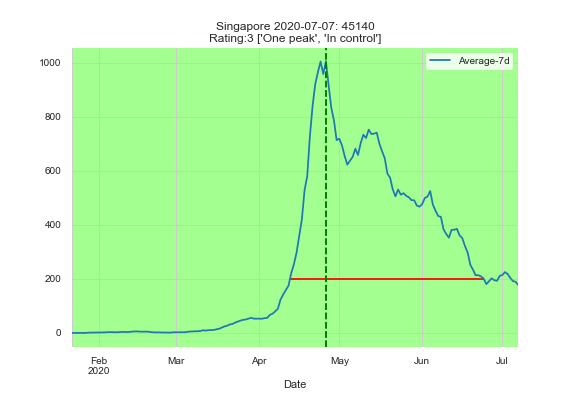 Singapore 2020-07-07: 45140
Rating:3 ['One peak', 'In control']
Average-7d
1000
800
600
400
200
0
Feb Mar Apr May Jun Jul
2020
Date